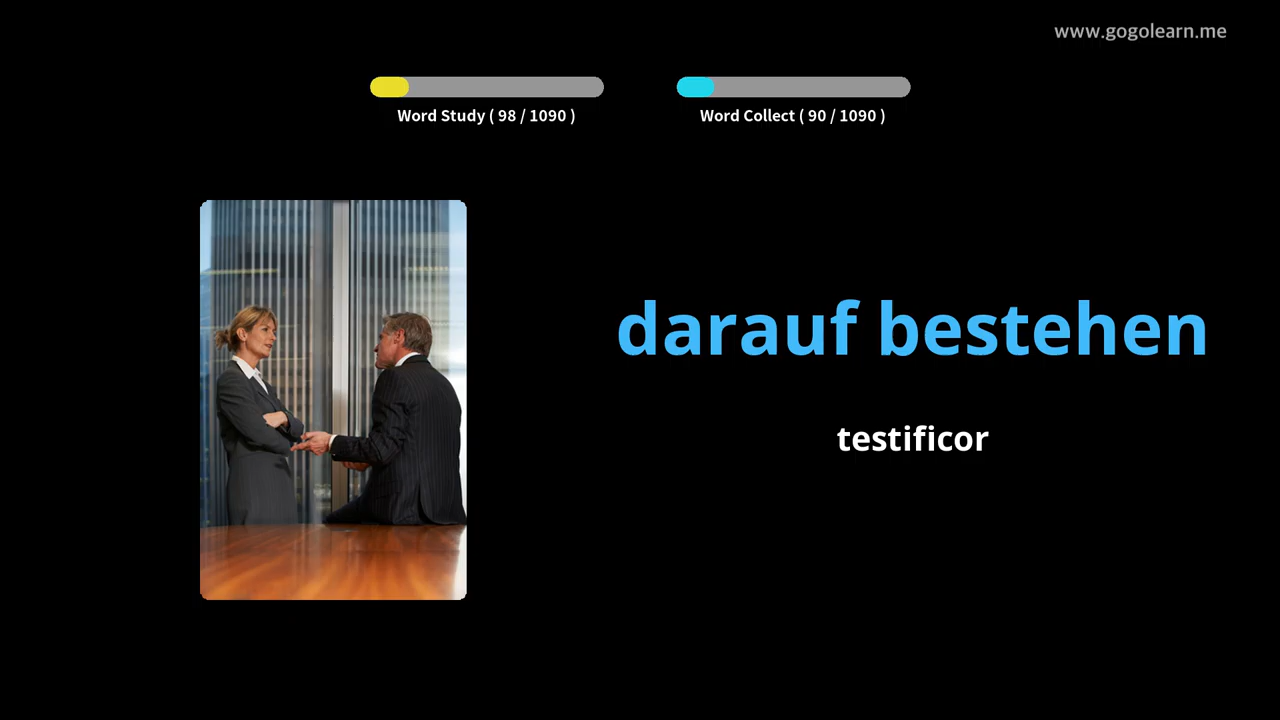 www.gogolearn.me
Word Study ( 98 / 1090 )
Word Collect ( 90 / 1090 )
darauf bestehen
testificor